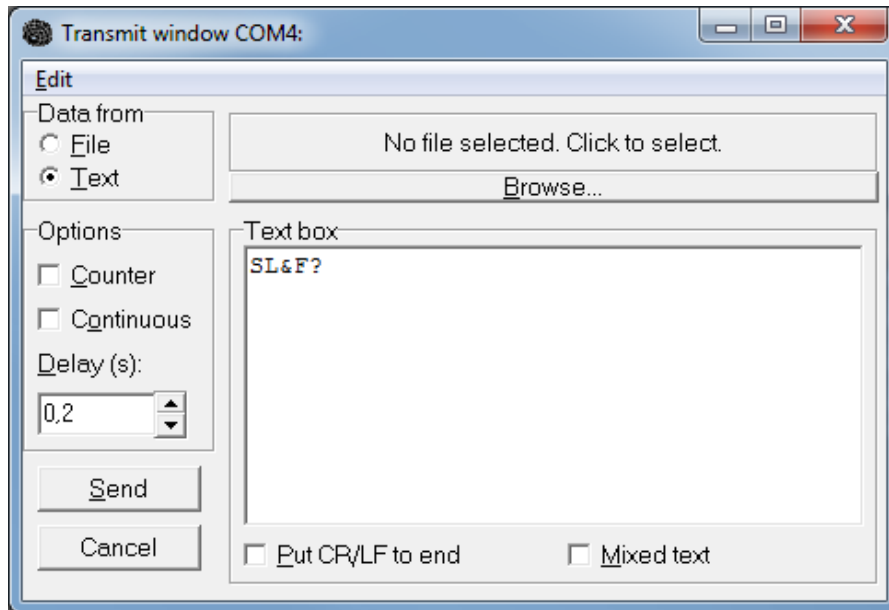 Transmit window COM4:
Edit
Data from
File
Text
No file selected. Click to select.
Browse...
Options
Counter
Continuous
Delay (s):
0,2
Send
Cancel
Text box
SL&F?
Put CR/LF to end
Mixed text